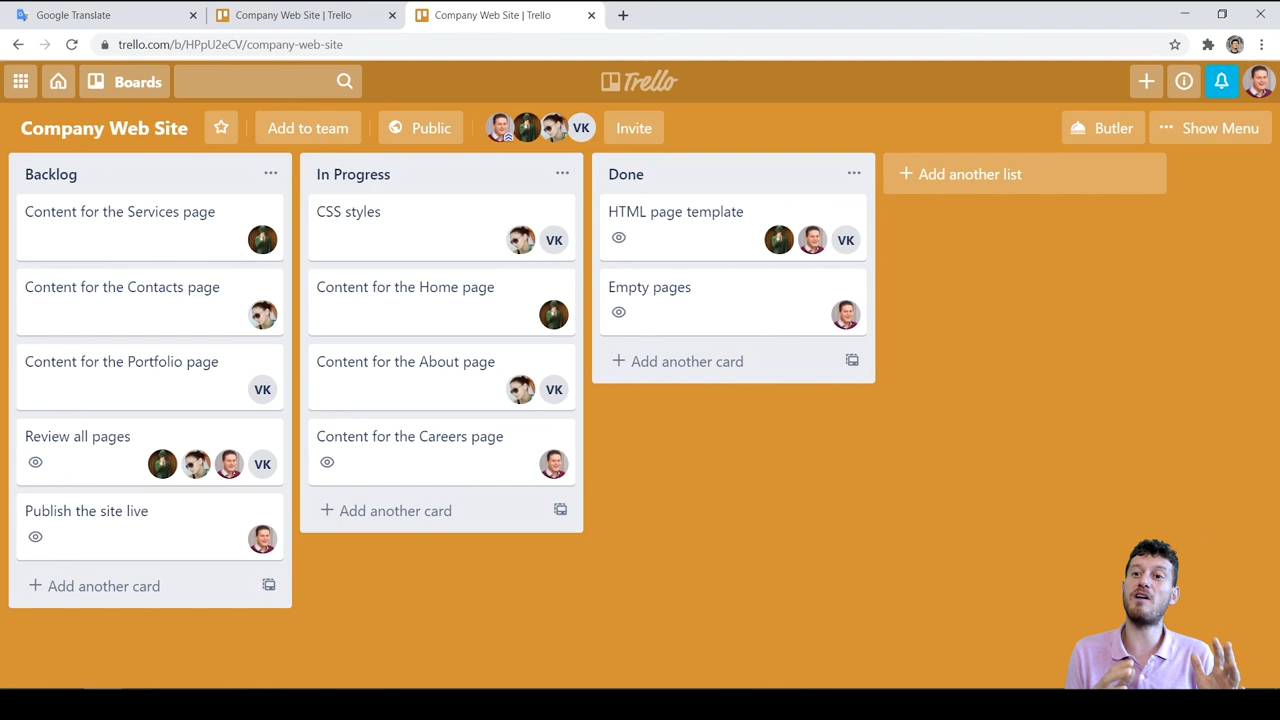 Google Translate
Company Web Site | Trello
Company Web Site | Trello
trello.com/b/HPpU2eCV/company-web-site
Boards
Trello
Company Web Site
Add to team
Public
VK
Invite
Butler
Show Menu
Backlog
Content for the Services page
Content for the Contacts page
Content for the Portfolio page
VK
Review all pages
VK
Publish the site live
Add another card
In Progress
CSS styles
VK
Content for the Home page
Content for the About page
VK
Content for the Careers page
Add another card
Done
HTML page template
VK
Empty pages
Add another card
Add another list